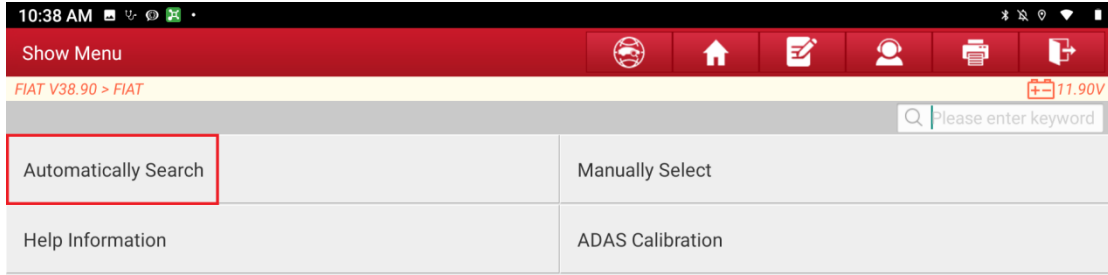 10:38 AM
Show Menu
FIAT V38.90 > FIAT
11.90V
Please enter keyword
Automatically Search
Manually Select
Help Information
ADAS Calibration